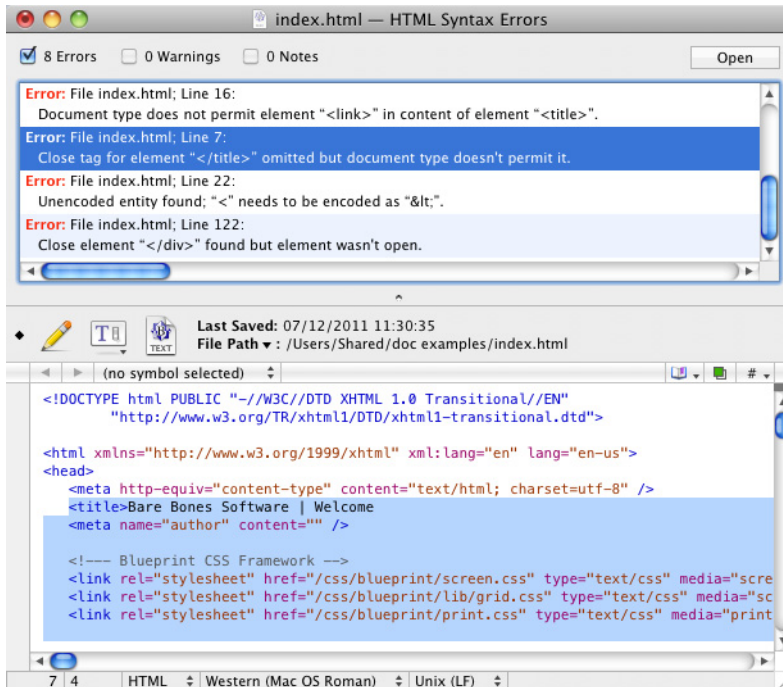 index.html — HTML Syntax Errors
8 Errors 0 Warnings 0 Notes Open
Error: File index.html; Line 16:
Document type does not permit element “<link>” in content of element “<title>”.
Error: File index.html; Line 7:
Close tag for element “</title>” omitted but document type doesn't permit it.
Error: File index.html; Line 22:
Unencoded entity found; “<” needs to be encoded as “&lt;”.
Error: File index.html; Line 122:
Close element “</div>” found but element wasn't open.
Last Saved: 07/12/2011 11:30:35
TEXT
File Path ▾ : /Users/Shared/doc examples/index.html
(no symbol selected) #
<!DOCTYPE html PUBLIC "-//W3C//DTD XHTML 1.0 Transitional//EN"
"http://www.w3.org/TR/xhtml1/DTD/xhtml1-transitional.dtd">
<html xmlns="http://www.w3.org/1999/xhtml" xml:lang="en" lang="en-us">
<head>
<meta http-equiv="content-type" content="text/html; charset=utf-8" />
<title>Bare Bones Software | Welcome
<meta name="author" content="" />
<!--- Blueprint CSS Framework -->
<link rel="stylesheet" href="/css/blueprint/screen.css" type="text/css" media="scre
<link rel="stylesheet" href="/css/blueprint/lib/grid.css" type="text/css" media="sc
<link rel="stylesheet" href="/css/blueprint/print.css" type="text/css" media="print
7 4 HTML Western (Mac OS Roman) Unix (LF)